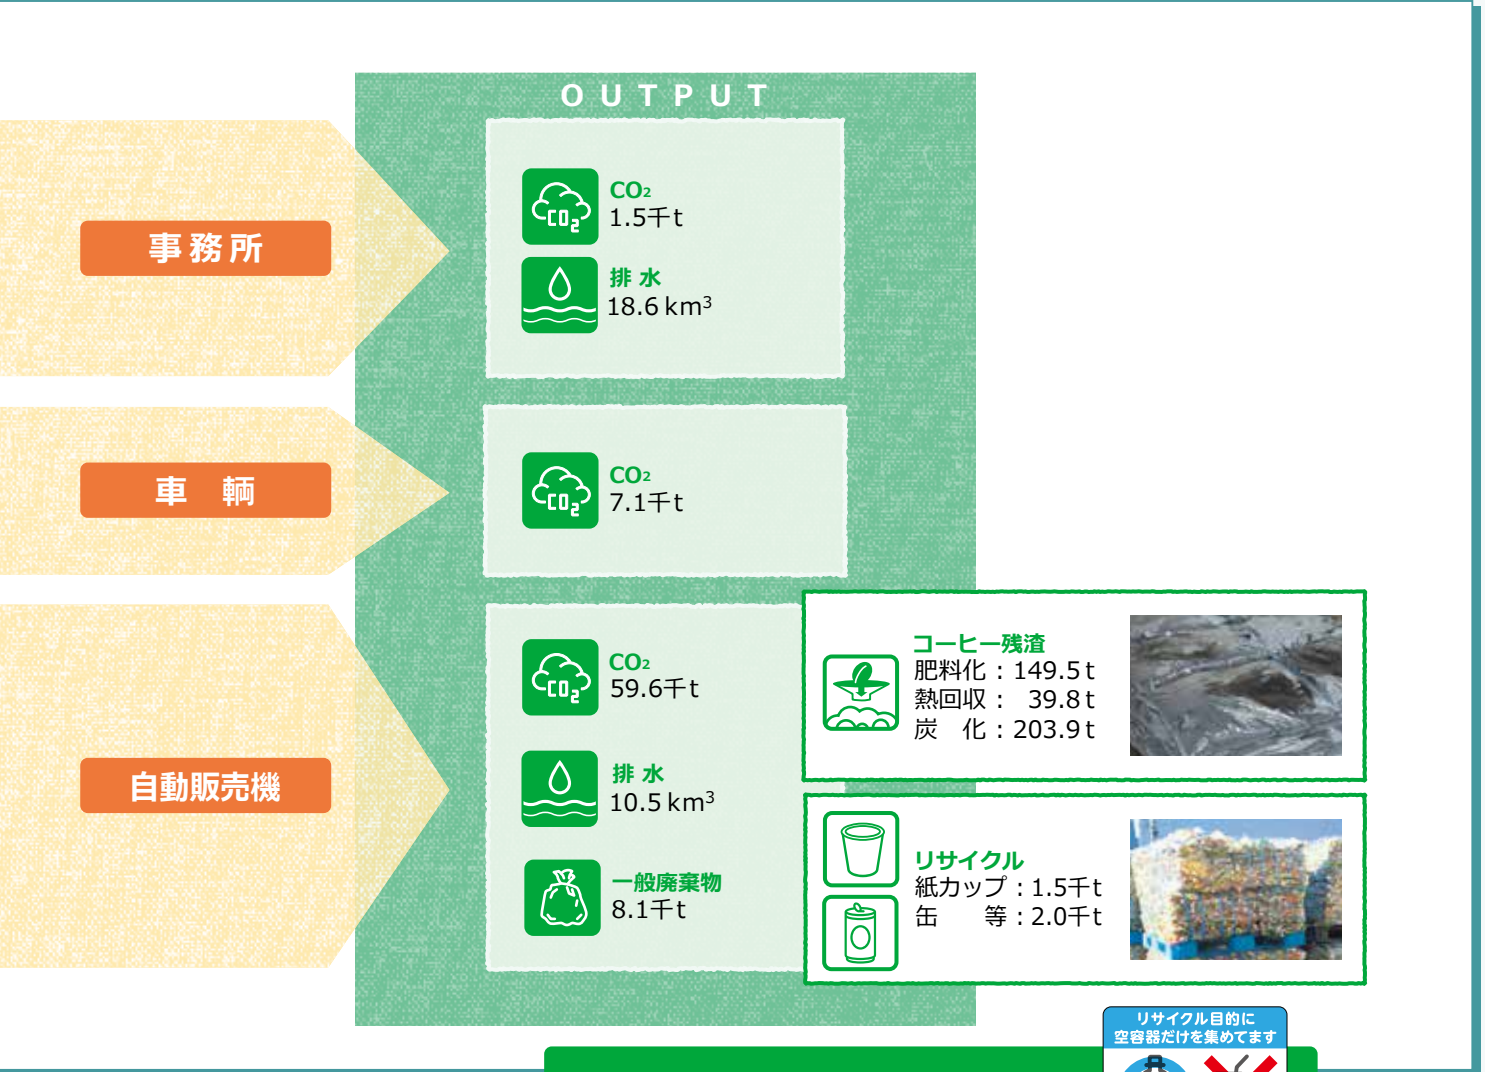 OUTPUT
事務所
CO2
1.5千t
排水
18.6 km3
車 輌
CO2
7.1千t
自動販売機
CO2
59.6千t
排水
10.5 km3
一般廃棄物
8.1千t
コーヒー残渣
肥料化：149.5t
熱回収： 39.8t
炭 化：203.9t
リサイクル
紙カップ：1.5千t
缶 等：2.0千t
リサイクル目的に
空容器だけを集めてます